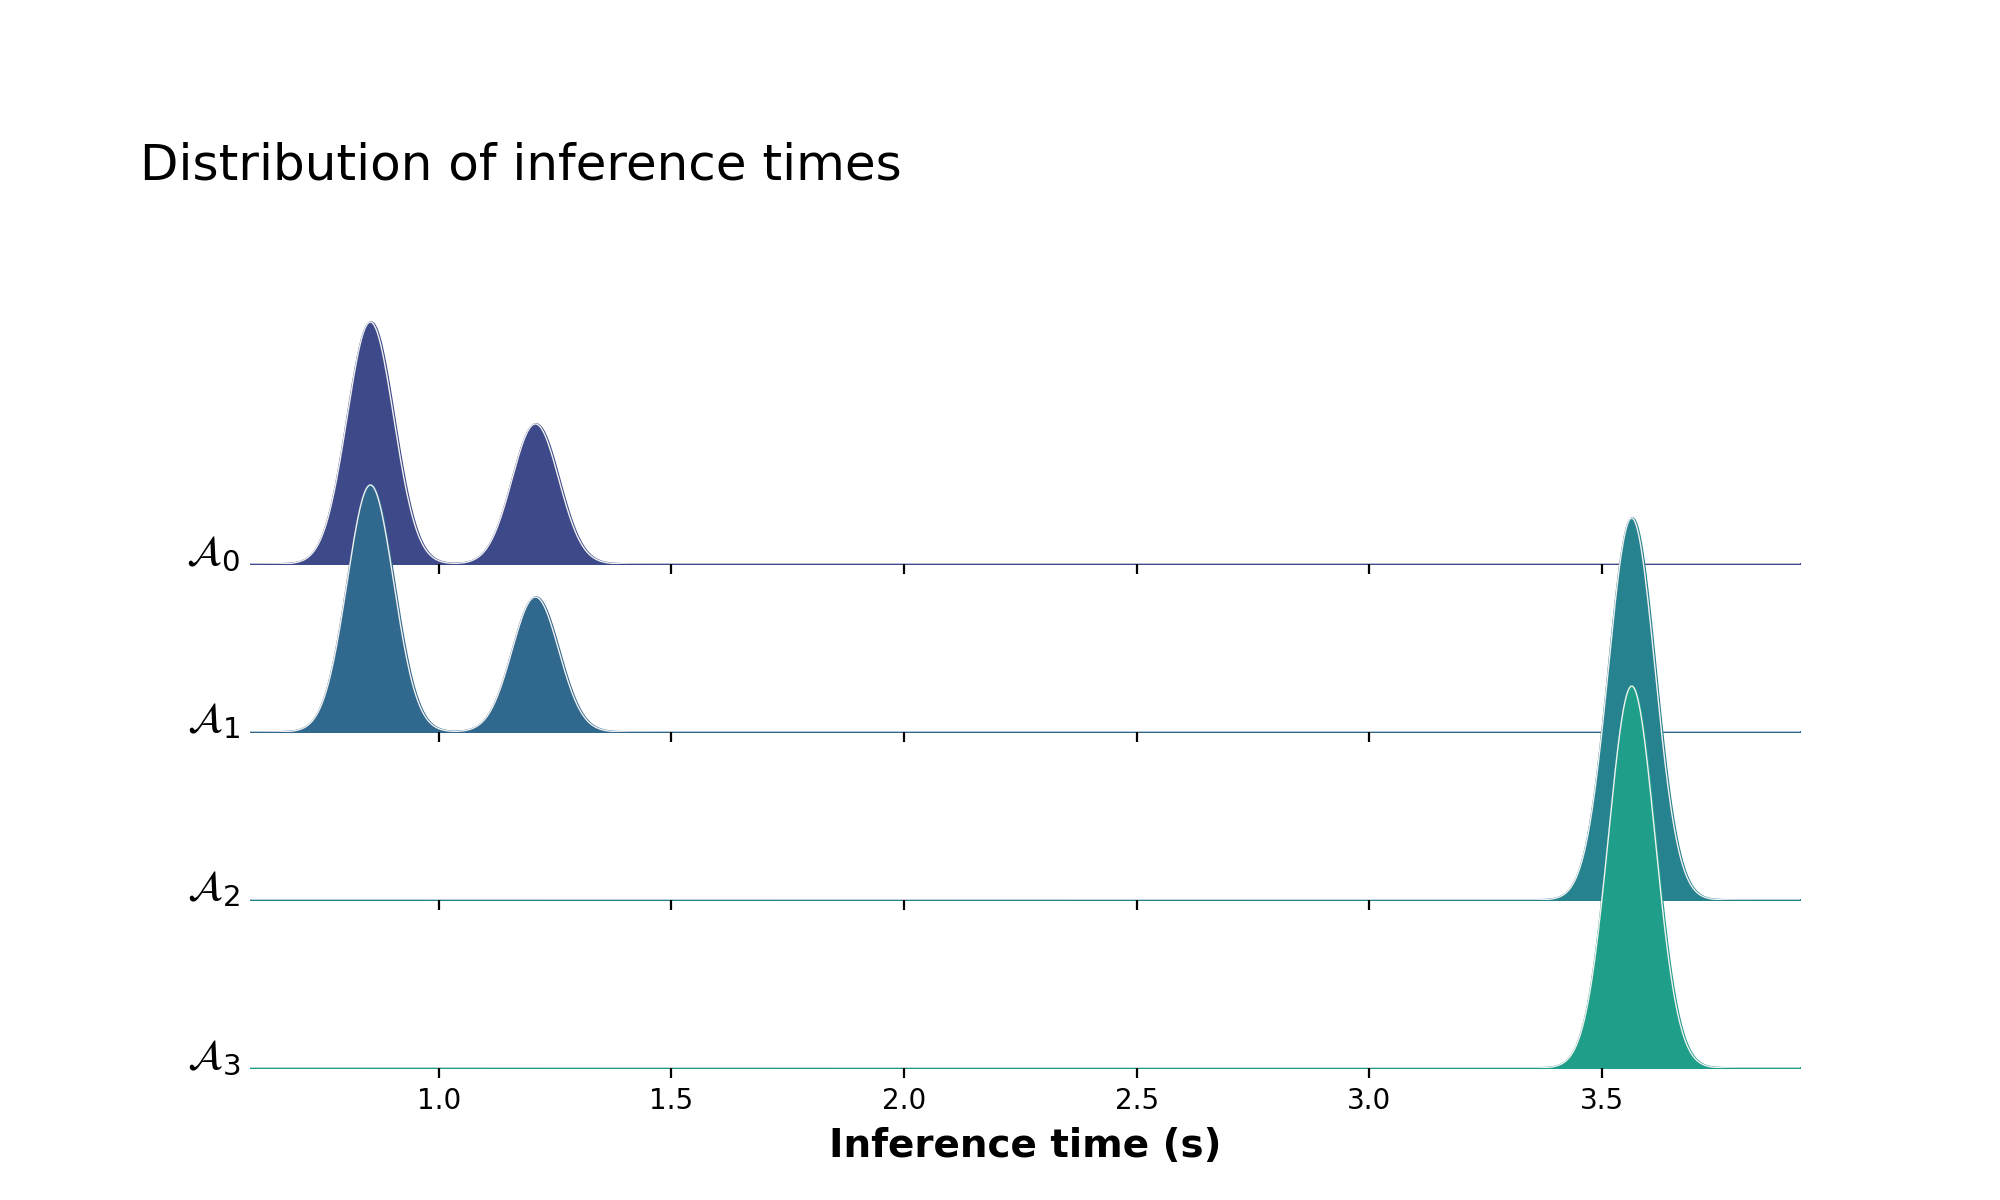 Distribution of inference times
𝒜0
𝒜1
𝒜2
𝒜3
1.0 1.5 2.0 2.5 3.0 3.5
Inference time (s)